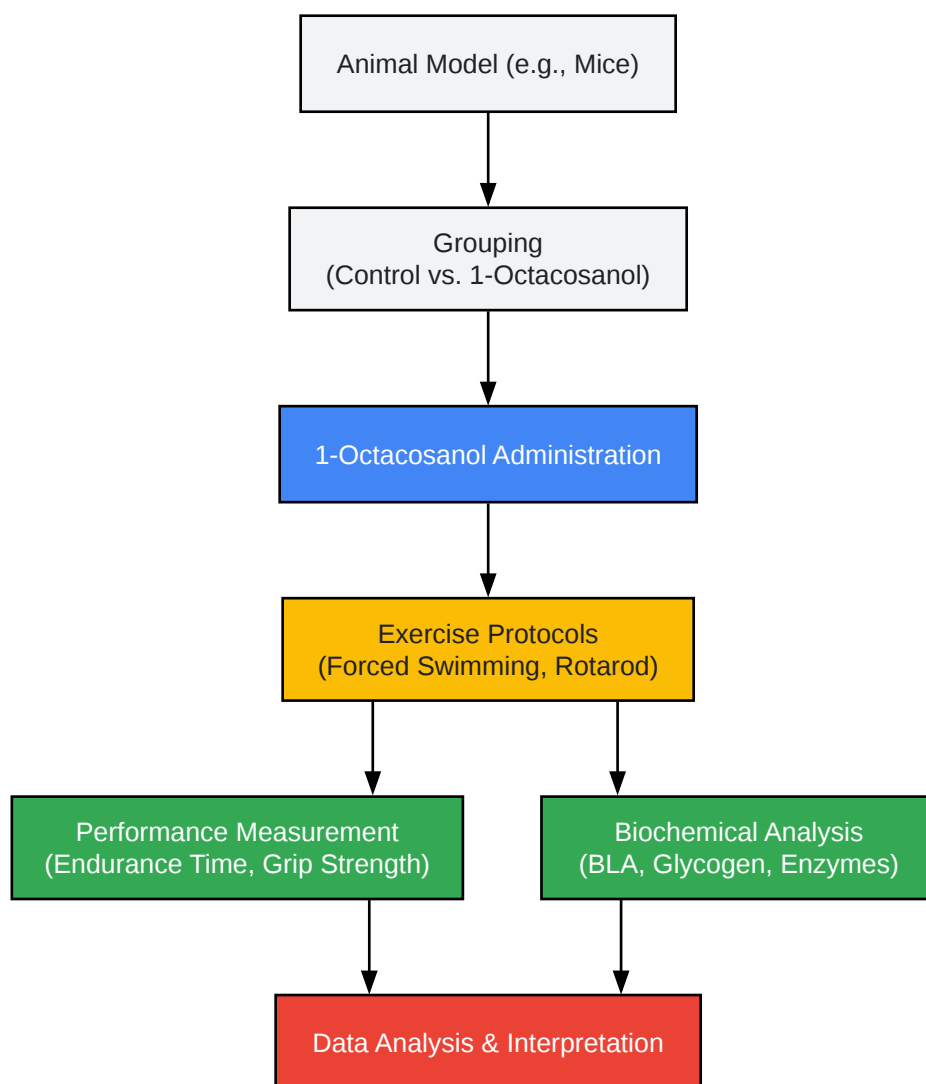 Animal Model (e.g., Mice)
Grouping
(Control vs. 1-Octacosanol)
1-Octacosanol Administration
Exercise Protocols
(Forced Swimming, Rotarod)
Performance Measurement
(Endurance Time, Grip Strength)
Biochemical Analysis
(BLA, Glycogen, Enzymes)
Data Analysis & Interpretation